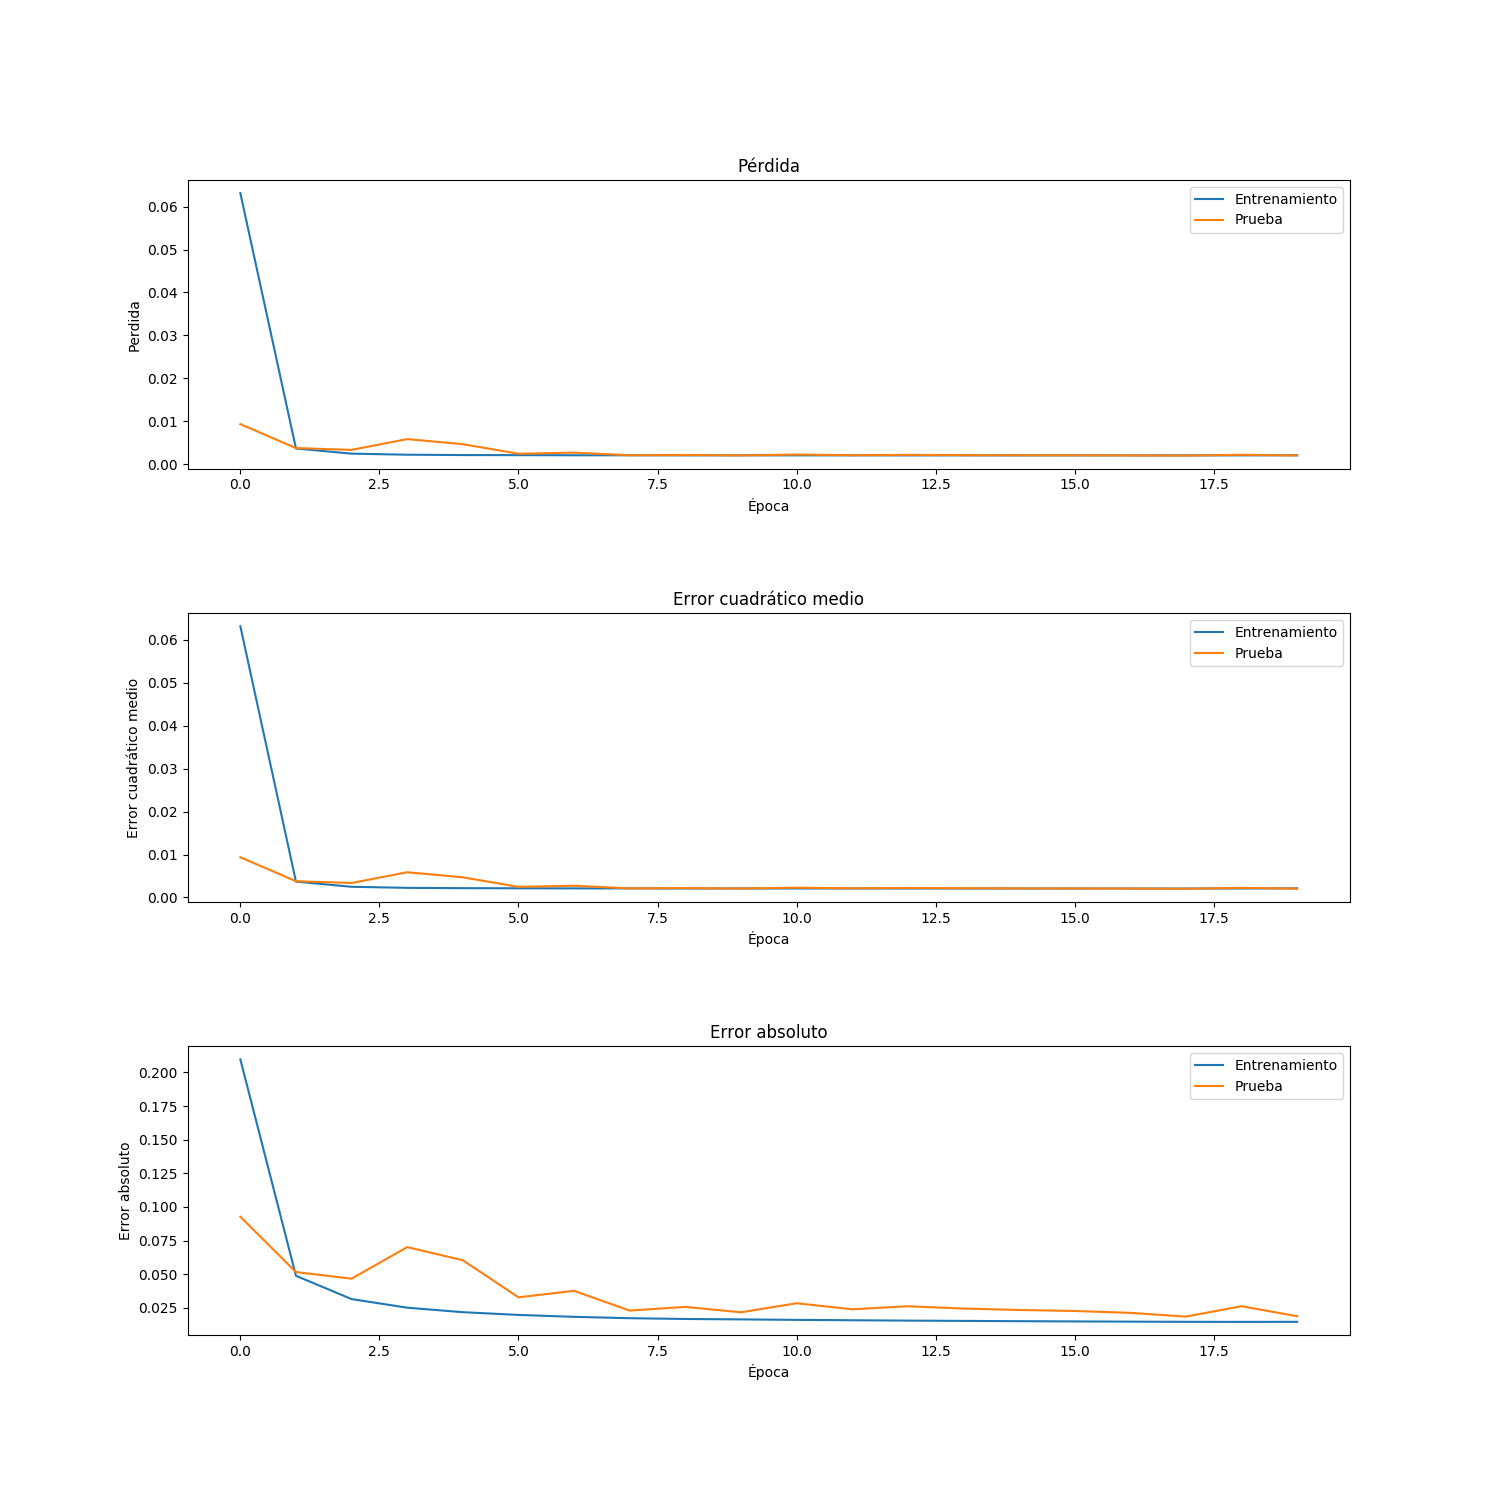 Pérdida
Entrenamiento
Prueba
0.06
0.05
0.04
0.03
0.02
0.01
0.00
Perdida
0.0 2.5 5.0 7.5 10.0 12.5 15.0 17.5
Época
Error cuadrático medio
Entrenamiento
Prueba
0.06
0.05
0.04
0.03
0.02
0.01
0.00
Error cuadrático medio
0.0 2.5 5.0 7.5 10.0 12.5 15.0 17.5
Época
Error absoluto
Entrenamiento
Prueba
0.200
0.175
0.150
0.125
0.100
0.075
0.050
0.025
Error absoluto
0.0 2.5 5.0 7.5 10.0 12.5 15.0 17.5
Época